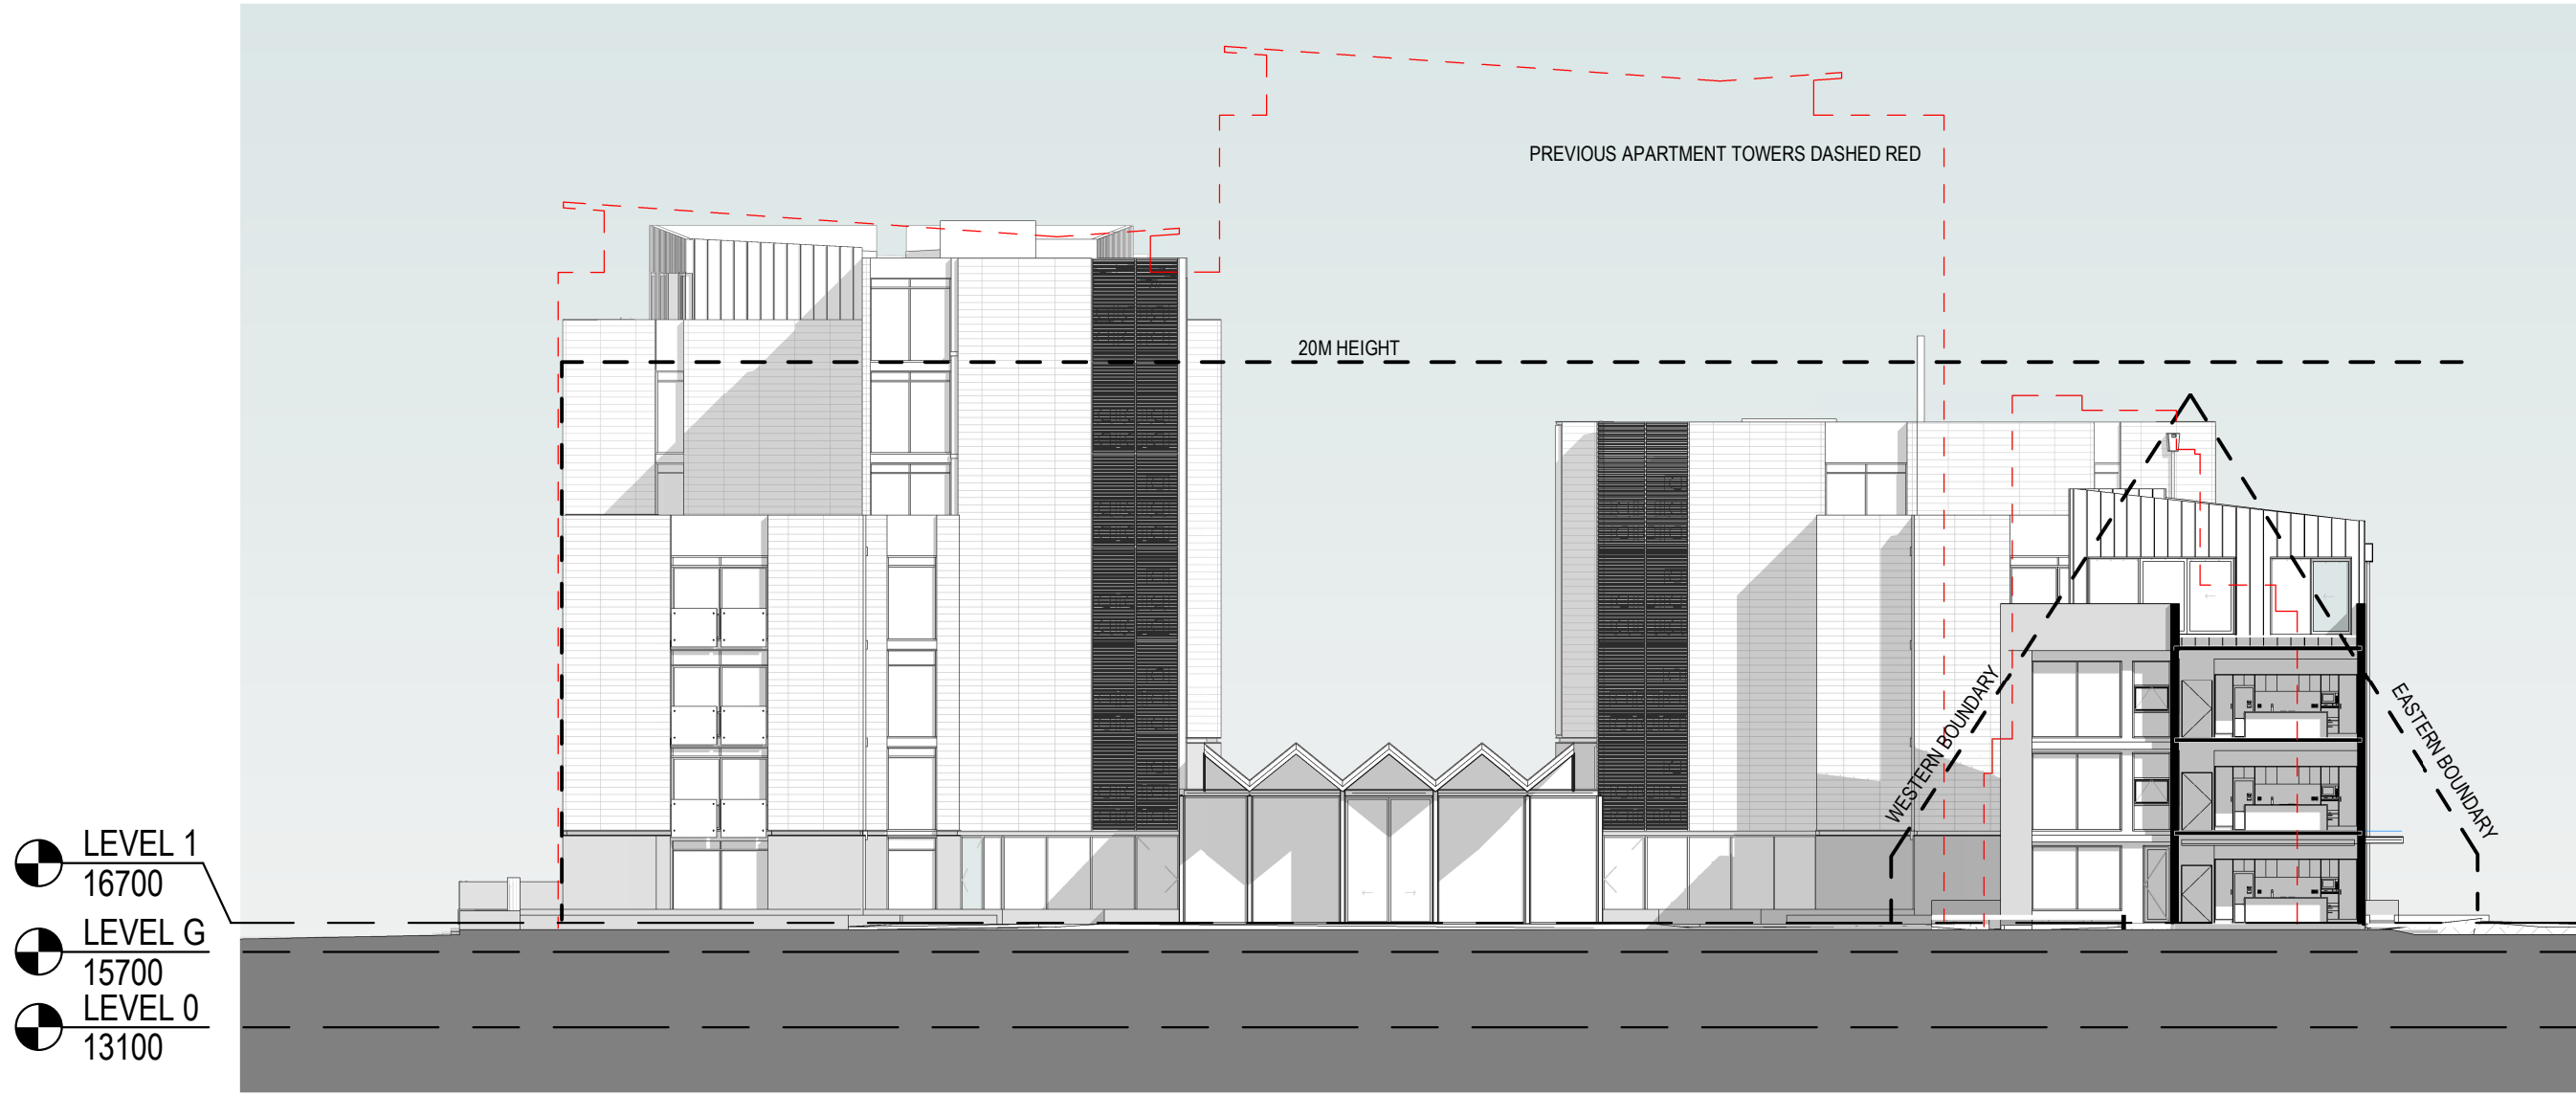 PREVIOUS APARTMENT TOWERS DASHED RED
20M HEIGHT
WESTERN BOUNDARY
EASTERN BOUNDARY
LEVEL 1
16700
LEVEL G
15700
LEVEL 0
13100